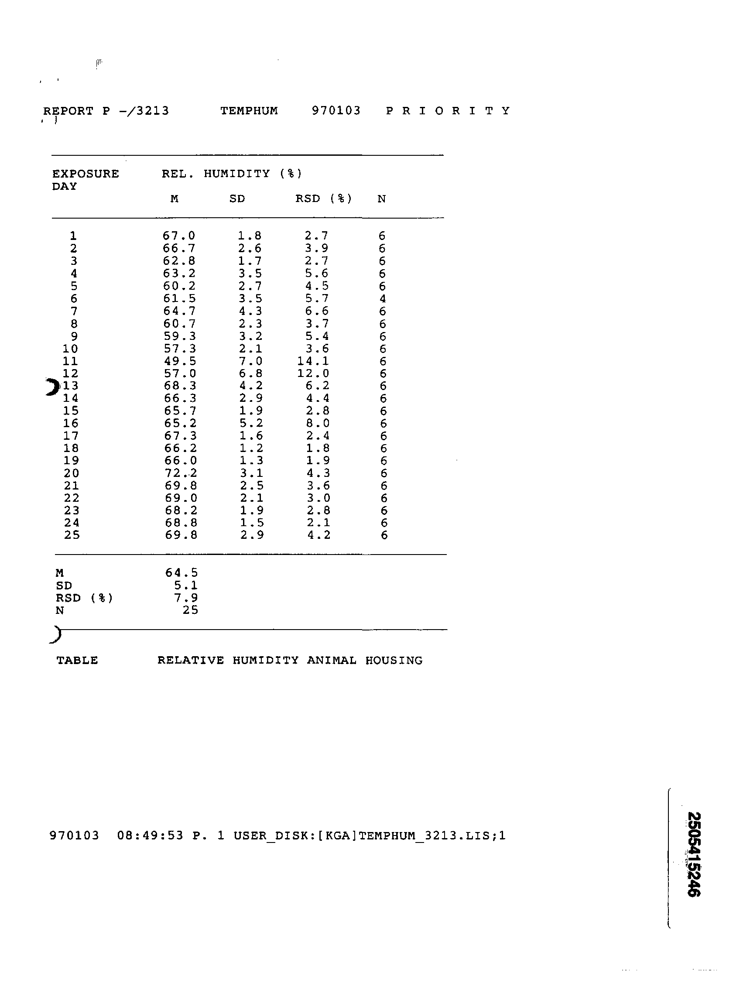 REPORT P -/3213 TEMPHUM 970103 P R I O R I T Y
EXPOSURE REL. HUMIDITY (%)
DAY
M SD RSD (%) N
1 67.0 1.8 2.7 6
2 66.7 2.6 3.9 6
3 62.8 1.7 2.7 6
4 63.2 3.5 5.6 6
5 60.2 2.7 4.5 6
6 61.5 3.5 5.7 4
7 64.7 4.3 6.6 6
8 60.7 2.3 3.7 6
9 59.3 3.2 5.4 6
10 57.3 2.1 3.6 6
11 49.5 7.0 14.1 6
12 57.0 6.8 12.0 6
13 68.3 4.2 6.2 6
14 66.3 2.9 4.4 6
15 65.7 1.9 2.8 6
16 65.2 5.2 8.0 6
17 67.3 1.6 2.4 6
18 66.2 1.2 1.8 6
19 66.0 1.3 1.9 6
20 72.2 3.1 4.3 6
21 69.8 2.5 3.6 6
22 69.0 2.1 3.0 6
23 68.2 1.9 2.8 6
24 68.8 1.5 2.1 6
25 69.8 2.9 4.2 6
M 64.5
SD 5.1
RSD (%) 7.9
N 25
TABLE RELATIVE HUMIDITY ANIMAL HOUSING
970103 08:49:53 P. 1 USER_DISK:[KGA]TEMPHUM_3213.LIS;1
2505415246